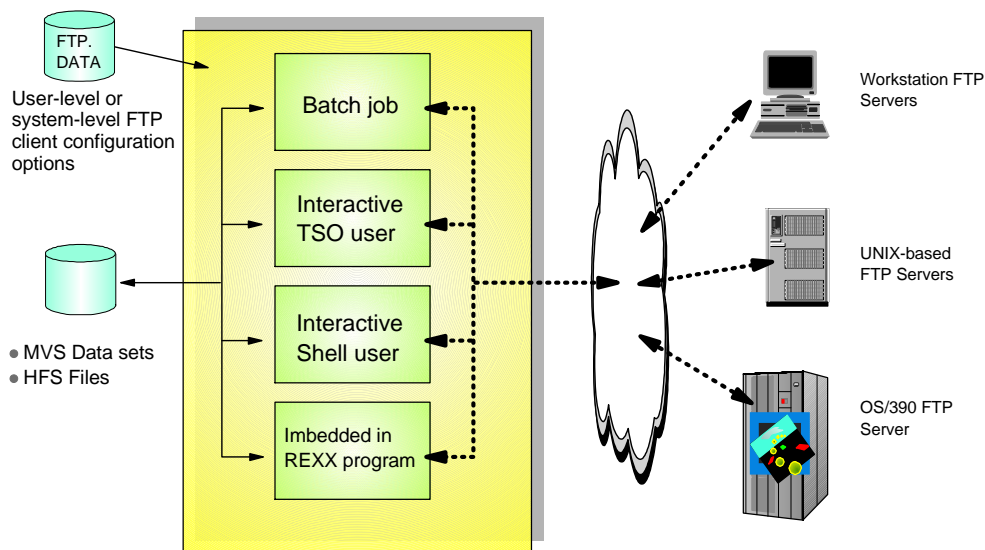 FTP.
DATA
User-level or
system-level FTP
client configuration
options
● MVS Data sets
● HFS Files
Batch job
Interactive
TSO user
Interactive
Shell user
Imbedded in
REXX program
Workstation FTP
Servers
UNIX-based
FTP Servers
OS/390 FTP
Server